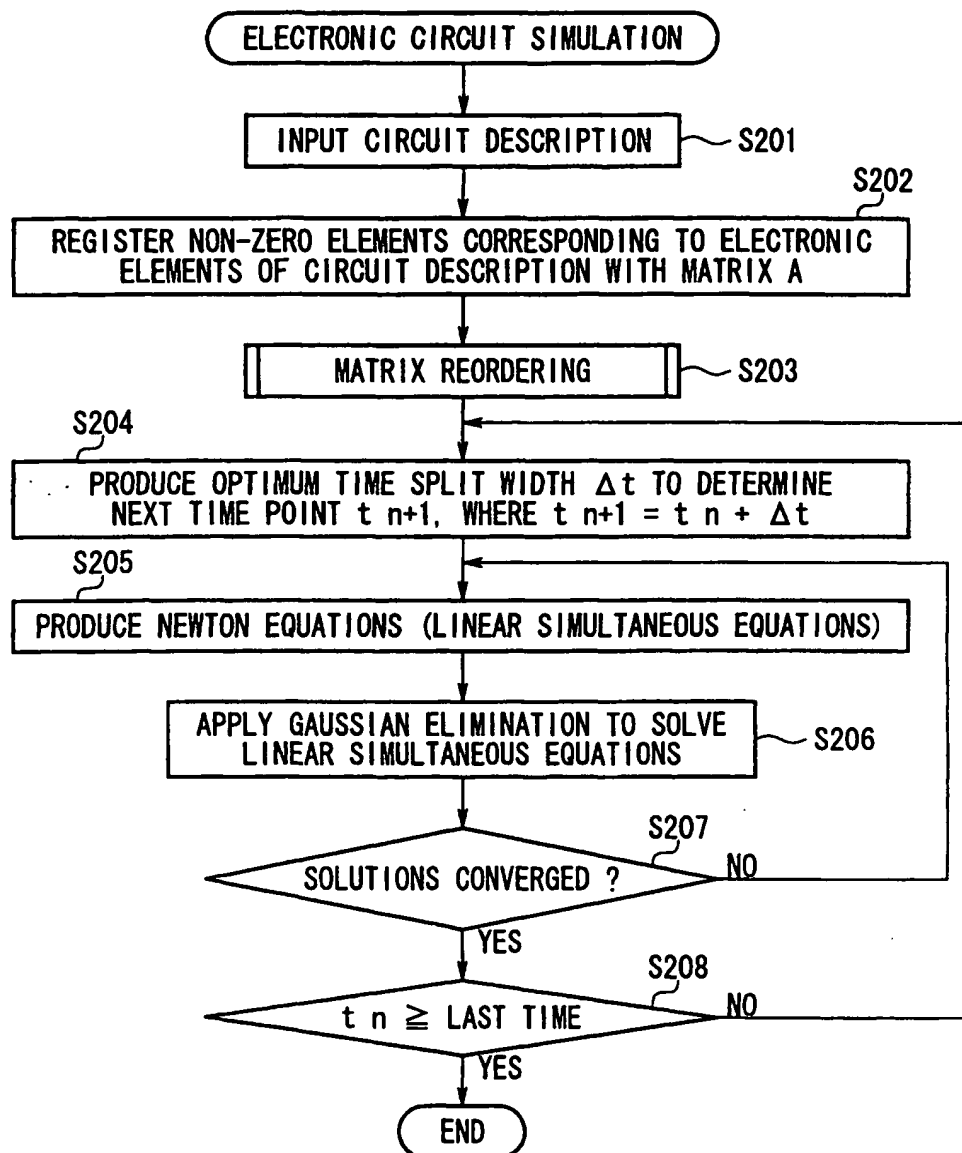 ELECTRONIC CIRCUIT SIMULATION
INPUT CIRCUIT DESCRIPTION
S201
S202
REGISTER NON-ZERO ELEMENTS CORRESPONDING TO ELECTRONIC
ELEMENTS OF CIRCUIT DESCRIPTION WITH MATRIX A
MATRIX REORDERING
S203
S204
PRODUCE OPTIMUM TIME SPLIT WIDTH Δt TO DETERMINE
NEXT TIME POINT t n+1, WHERE t n+1 = t n + Δt
S205
PRODUCE NEWTON EQUATIONS (LINEAR SIMULTANEOUS EQUATIONS)
APPLY GAUSSIAN ELIMINATION TO SOLVE
LINEAR SIMULTANEOUS EQUATIONS
S206
S207
SOLUTIONS CONVERGED ?
NO
YES
S208
t n ≧ LAST TIME
NO
YES
END